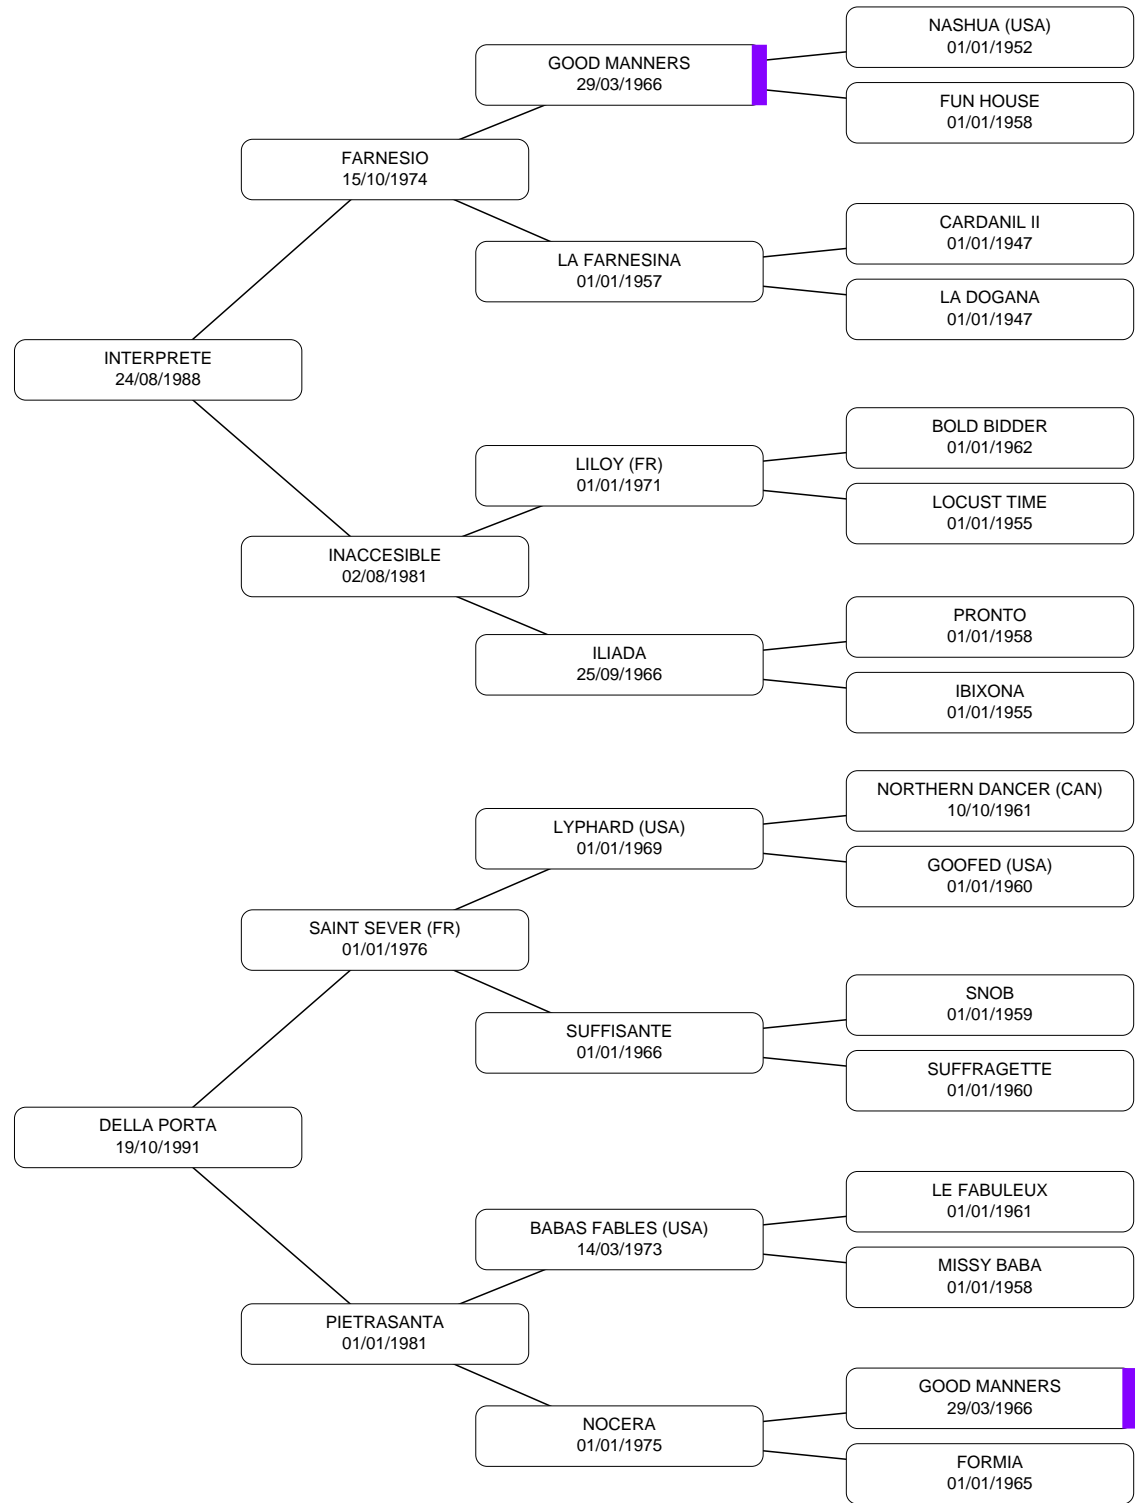 NASHUA (USA)
01/01/1952
GOOD MANNERS
29/03/1966
FUN HOUSE
01/01/1958
FARNESIO
15/10/1974
CARDANIL II
01/01/1947
LA FARNESINA
01/01/1957
LA DOGANA
01/01/1947
INTERPRETE
24/08/1988
BOLD BIDDER
01/01/1962
LILOY (FR)
01/01/1971
LOCUST TIME
01/01/1955
INACCESIBLE
02/08/1981
PRONTO
01/01/1958
ILIADA
25/09/1966
IBIXONA
01/01/1955
NORTHERN DANCER (CAN)
10/10/1961
LYPHARD (USA)
01/01/1969
GOOFED (USA)
01/01/1960
SAINT SEVER (FR)
01/01/1976
SNOB
01/01/1959
SUFFISANTE
01/01/1966
SUFFRAGETTE
01/01/1960
DELLA PORTA
19/10/1991
LE FABULEUX
01/01/1961
BABAS FABLES (USA)
14/03/1973
MISSY BABA
01/01/1958
PIETRASANTA
01/01/1981
GOOD MANNERS
29/03/1966
NOCERA
01/01/1975
FORMIA
01/01/1965